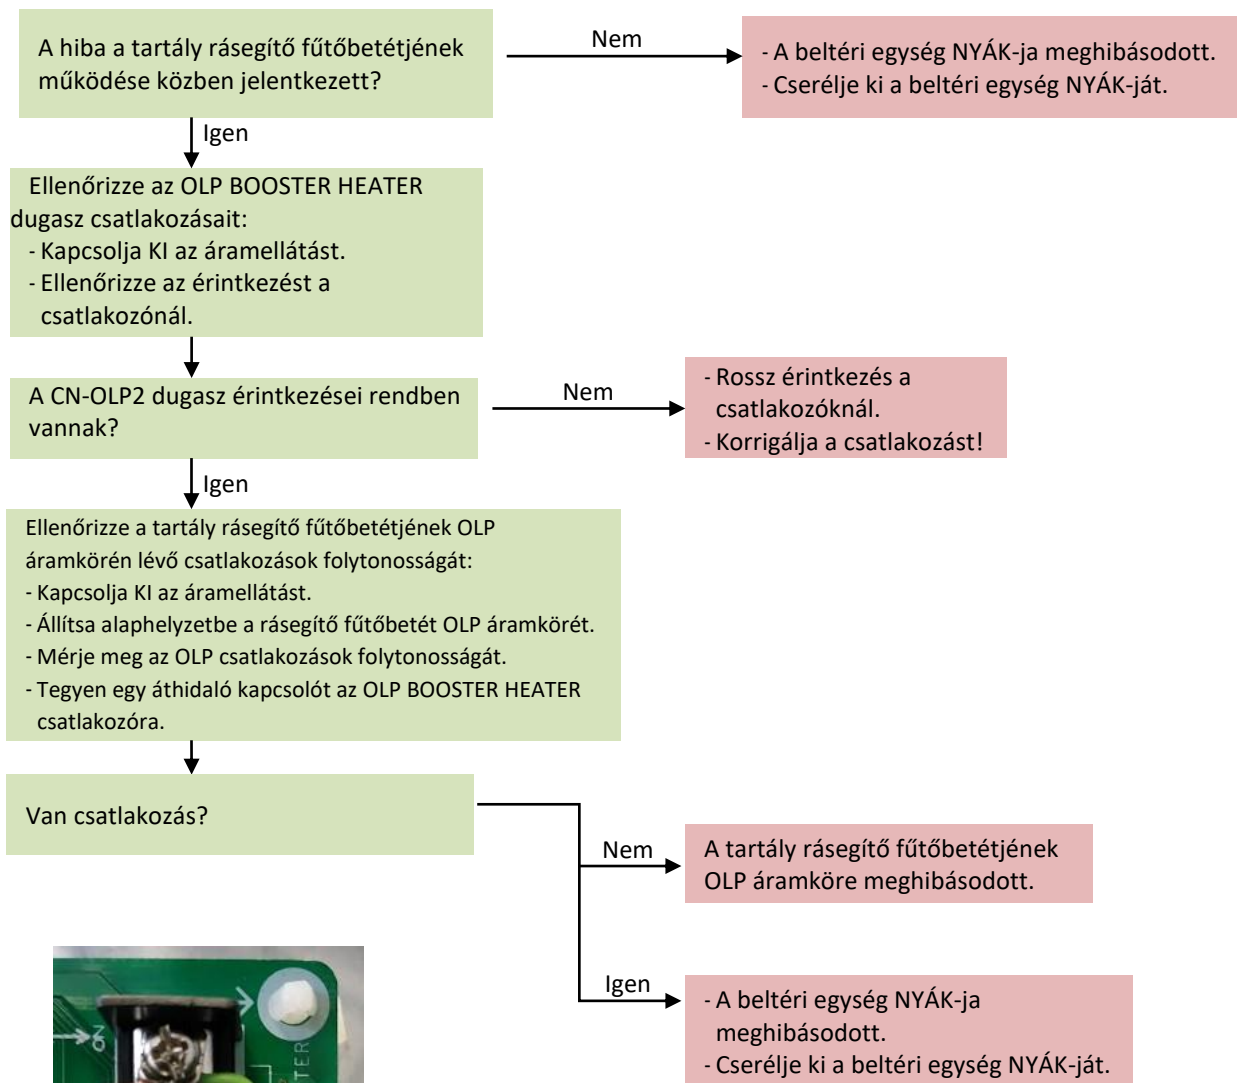 A hiba a tartály rásegítő fűtőbetétjének
működése közben jelentkezett?
Nem
- A beltéri egység NYÁK-ja meghibásodott.
- Cserélje ki a beltéri egység NYÁK-ját.
Igen
Ellenőrizze az OLP BOOSTER HEATER
dugasz csatlakozásait:
- Kapcsolja KI az áramellátást.
- Ellenőrizze az érintkezést a
csatlakozónál.
A CN-OLP2 dugasz érintkezései rendben
vannak?
Nem
- Rossz érintkezés a
csatlakozóknál.
- Korrigálja a csatlakozást!
Igen
Ellenőrizze a tartály rásegítő fűtőbetétjének OLP
áramkörén lévő csatlakozások folytonosságát:
- Kapcsolja KI az áramellátást.
- Állítsa alaphelyzetbe a rásegítő fűtőbetét OLP áramkörét.
- Mérje meg az OLP csatlakozások folytonosságát.
- Tegyen egy áthidaló kapcsolót az OLP BOOSTER HEATER
csatlakozóra.
Van csatlakozás?
Nem
A tartály rásegítő fűtőbetétjének
OLP áramköre meghibásodott.
Igen
- A beltéri egység NYÁK-ja
meghibásodott.
- Cserélje ki a beltéri egység NYÁK-ját.
ON